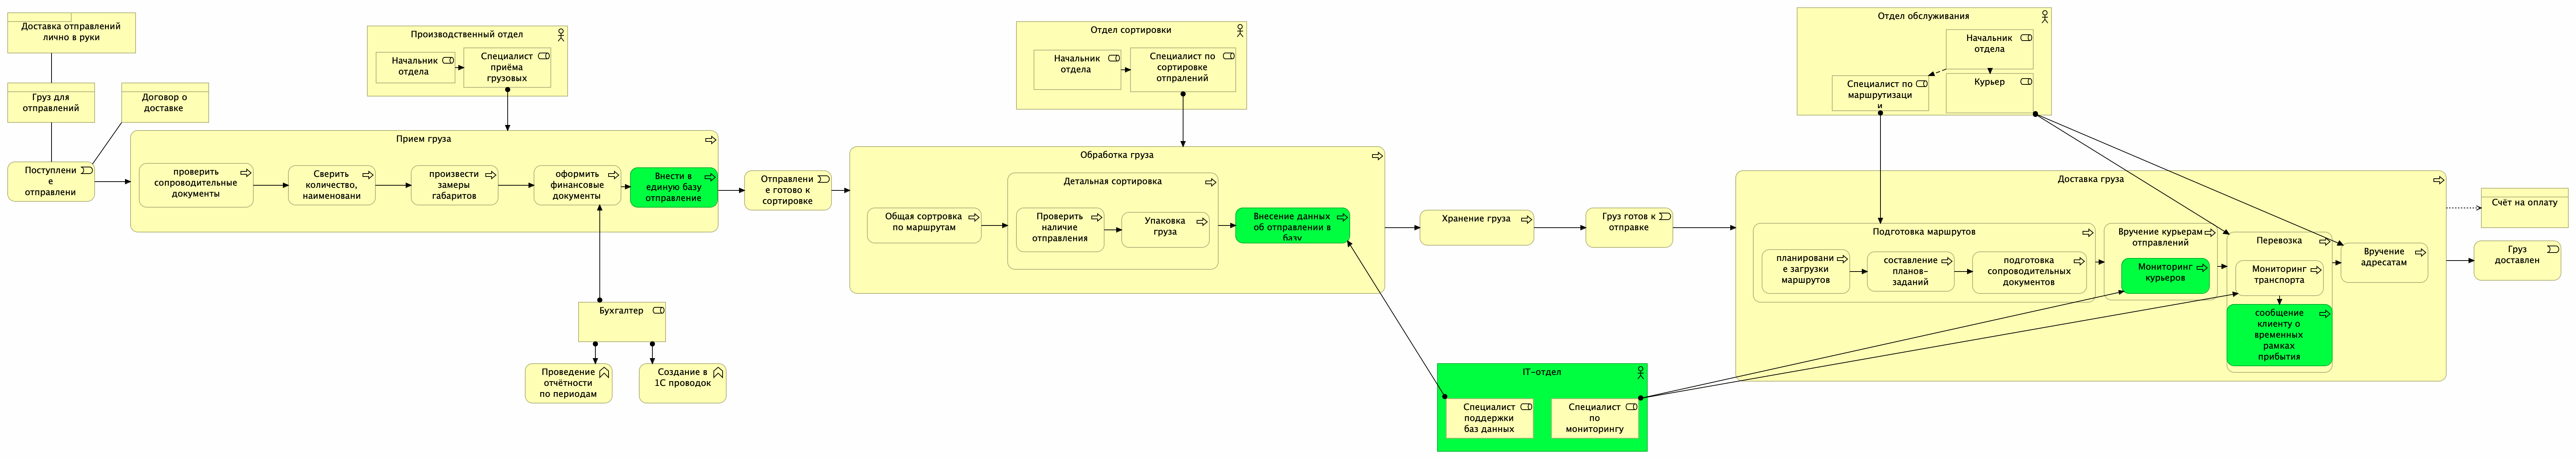 Доставка отправлений
лично в руки
Груз для
отправлений
Договор о
доставке
Поступлени
е
отправлени
Производственный отдел
Начальник
отдела
Специалист
приёма
грузовых
Прием груза
проверить
сопроводительные
документы
Сверить
количество,
наименовани
произвести
замеры
габаритов
оформить
финансовые
документы
Внести в
единую базу
отправление
Бухгалтер
Проведение
отчётности
по периодам
Создание в
1С проводок
Отправлени
е готово к
сортировке
Отдел сортировки
Начальник
отдела
Специалист по
сортировке
отпралений
Обработка груза
Общая сортровка
по маршрутам
Детальная сортировка
Проверить
наличие
отправления
Упаковка
груза
Внесение данных
об отправлении в
базу
Хранение груза
Груз готов к
отправке
IT-отдел
Специалист
поддержки
баз данных
Специалист
по
мониторингу
Отдел обслуживания
Начальник
отдела
Специалист по
маршрутизаци
и
Курьер
Доставка груза
Подготовка маршрутов
планировани
е загрузки
маршрутов
составление
планов-
заданий
подготовка
сопроводительных
документов
Вручение курьерам
отправлений
Мониторинг
курьеров
Перевозка
Мониторинг
транспорта
сообщение
клиенту о
временных
рамках
прибытия
Вручение
адресатам
Счёт на оплату
Груз
доставлен